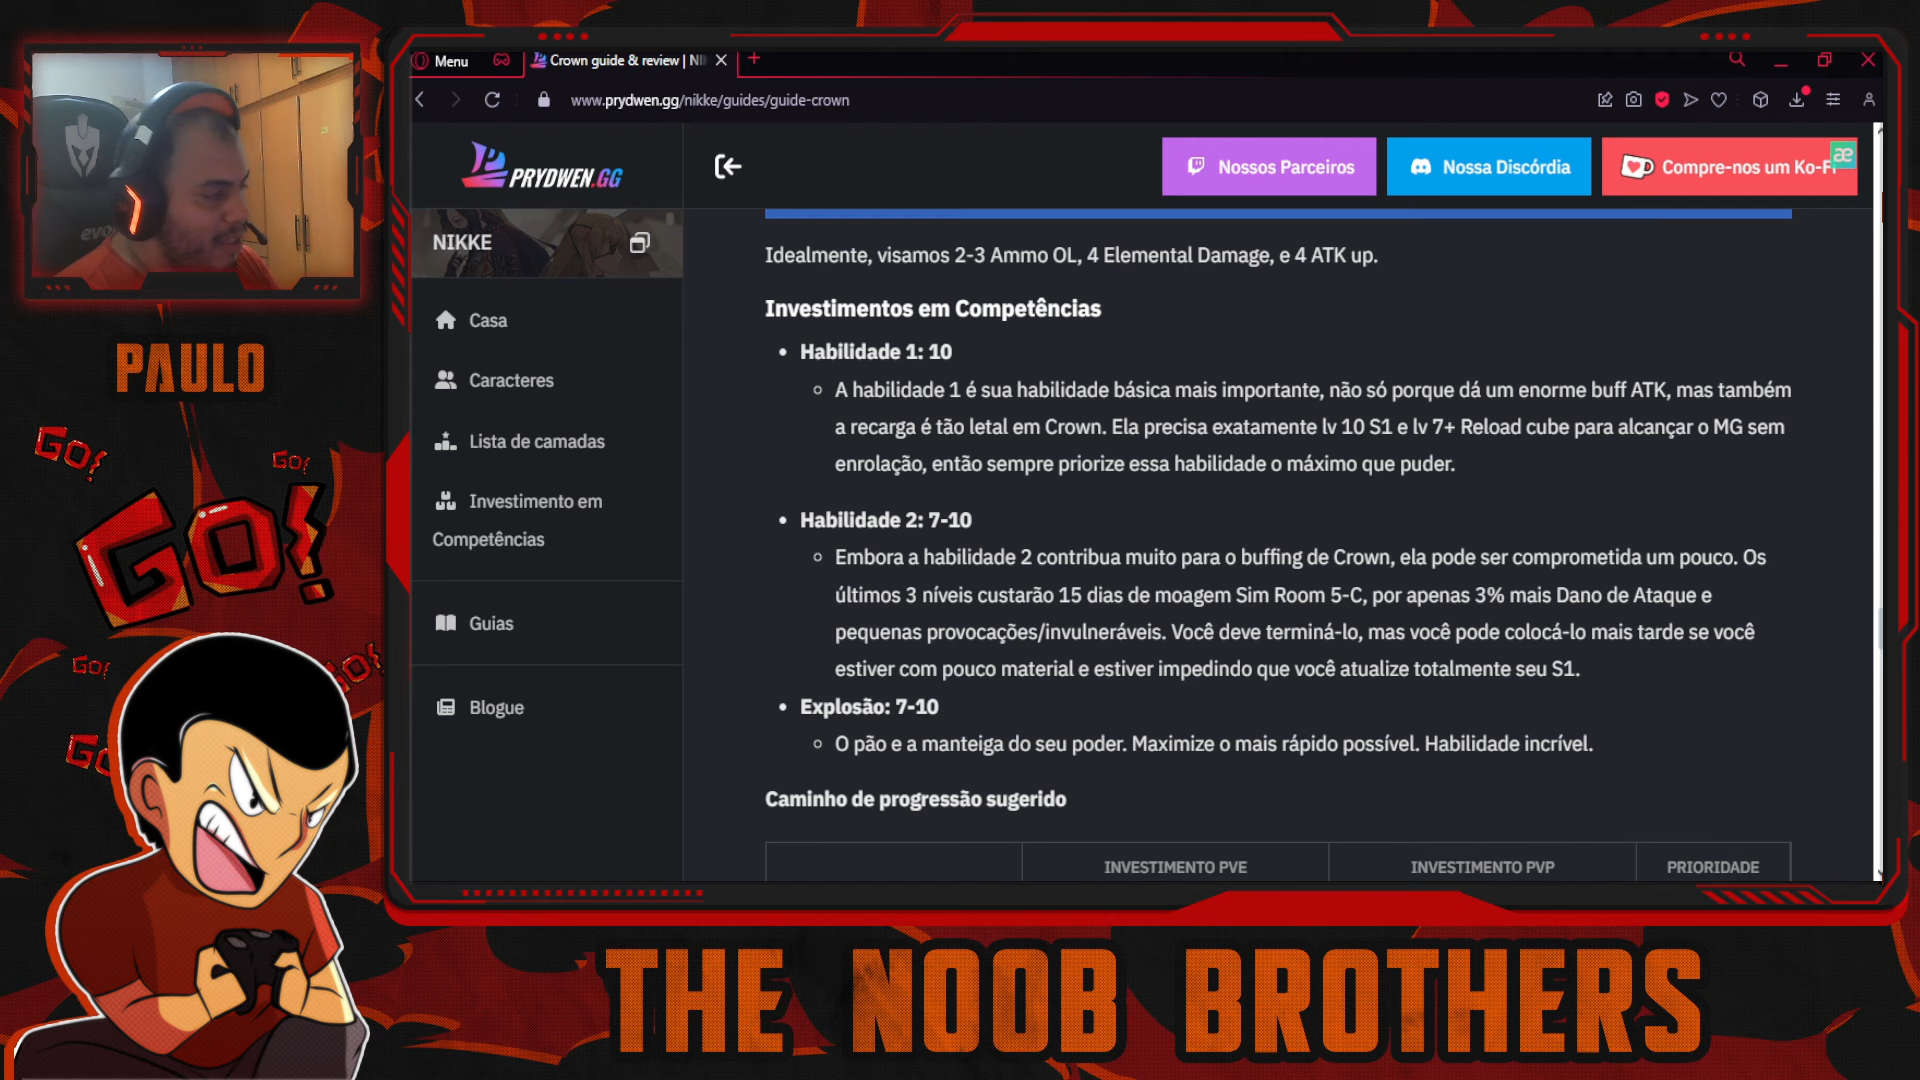 PAULO
GO!
GO!
GO!
GO!
GO!
GO
Menu
Crown guide & review | NI
www.prydwen.gg/nikke/guides/guide-crown
PRYDWEN.GG
Nossos Parceiros
Nossa Discórdia
Compre-nos um Ko-Fi
æ
NIKKE
Casa
Caracteres
Lista de camadas
Investimento em
Competências
Guias
Blogue
Idealmente, visamos 2-3 Ammo OL, 4 Elemental Damage, e 4 ATK up.
Investimentos em Competências
• Habilidade 1: 10
A habilidade 1 é sua habilidade básica mais importante, não só porque dá um enorme buff ATK, mas também
a recarga é tão letal em Crown. Ela precisa exatamente lv 10 S1 e lv 7+ Reload cube para alcançar o MG sem
enrolação, então sempre priorize essa habilidade o máximo que puder.
• Habilidade 2: 7-10
Embora a habilidade 2 contribua muito para o buffing de Crown, ela pode ser comprometida um pouco. Os
últimos 3 níveis custarão 15 dias de moagem Sim Room 5-C, por apenas 3% mais Dano de Ataque e
pequenas provocações/invulneráveis. Você deve terminá-lo, mas você pode colocá-lo mais tarde se você
estiver com pouco material e estiver impedindo que você atualize totalmente seu S1.
• Explosão: 7-10
O pão e a manteiga do seu poder. Maximize o mais rápido possível. Habilidade incrível.
Caminho de progressão sugerido
INVESTIMENTO PVE
INVESTIMENTO PVP
PRIORIDADE
THE NOOB BROTHERS